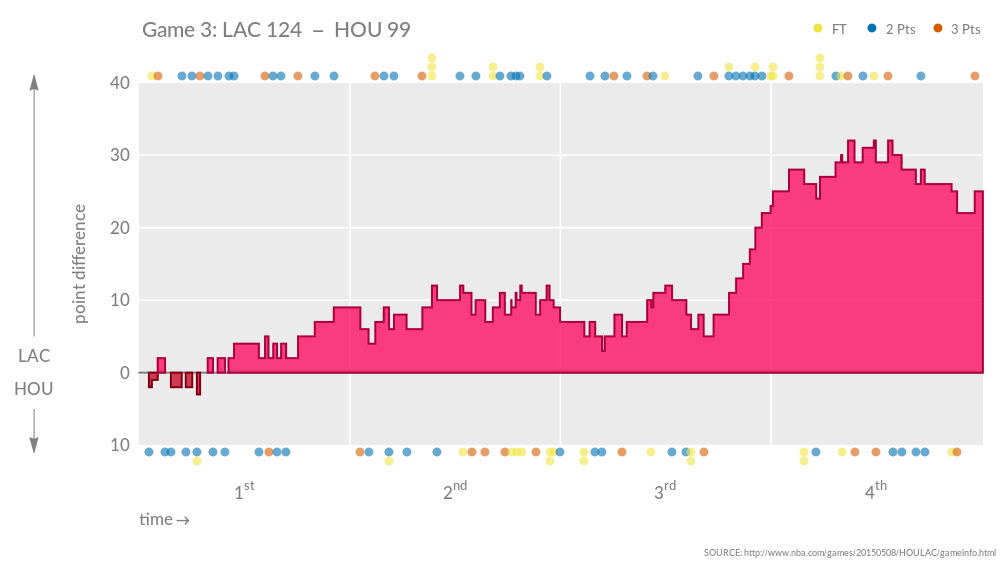 Game 3: LAC 124 – HOU 99
FT 2 Pts 3 Pts
40
30
20
10
0
10
point difference
LAC
HOU
1st 2nd 3rd 4th
time→
SOURCE: http://www.nba.com/games/20150508/HOULAC/gameinfo.html